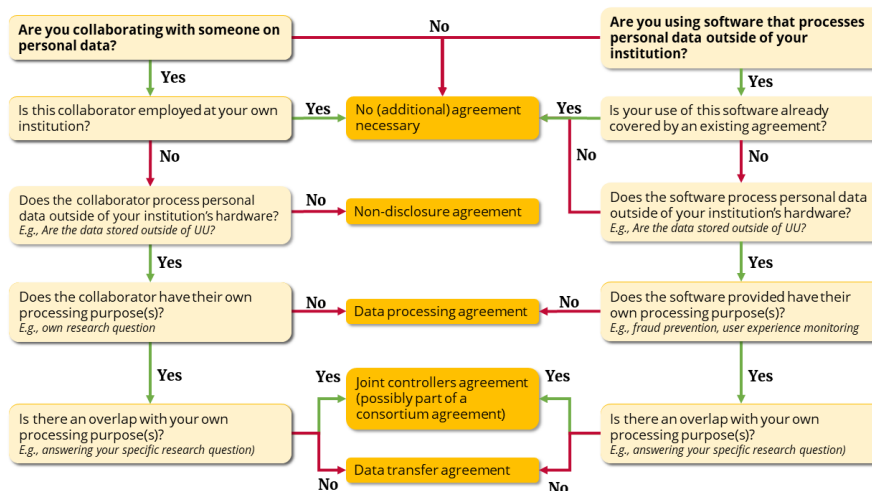 Are you collaborating with someone on
personal data?
No
Are you using software that processes
personal data outside of your
institution?
Yes
Yes
Is this collaborator employed at your own
institution?
Yes
No (additional) agreement
necessary
Yes
Is your use of this software already
covered by an existing agreement?
No
No
No
Does the collaborator process personal
data outside of your institution's hardware?
E.g., Are the data stored outside of UU?
No
Non-disclosure agreement
Does the software process personal data
outside of your institution's hardware?
E.g., Are the data stored outside of UU?
Yes
Yes
Does the collaborator have their own
processing purpose(s)?
E.g., own research question
No
Data processing agreement
No
Does the software provided have their
own processing purpose(s)?
E.g., fraud prevention, user experience monitoring
Yes
Yes
Yes
Joint controllers agreement
(possibly part of a
consortium agreement)
Yes
Is there an overlap with your own
processing purpose(s)?
E.g., answering your specific research question)
Is there an overlap with your own
processing purpose(s)?
E.g., answering your specific research question)
Data transfer agreement
No
No